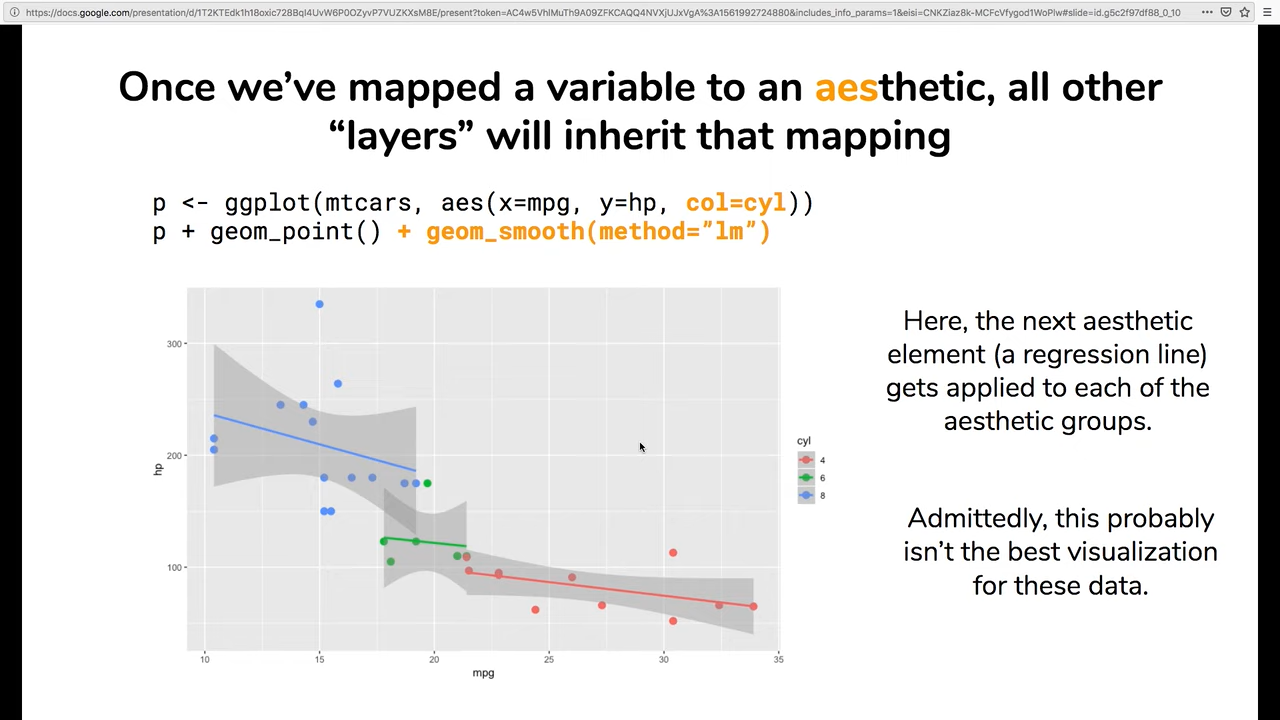 https://docs.google.com/presentation/d/1T2KTEdk1h18oxic728Bql4UvW6P0OZyvP7VUZKXsM8E/present?token=AC4w5VhlMuTh9A09ZFKCAQQ4NVXjUJxVgA%3A1561992724880&includes_info_params=1&eisi=CNKZiaz8k-MCFcVfygod1WoPlw#slide=id.g5c2f97df88_0_10
Once we’ve mapped a variable to an aesthetic, all other
“layers” will inherit that mapping
p <- ggplot(mtcars, aes(x=mpg, y=hp, col=cyl))
p + geom_point() + geom_smooth(method=”lm”)
Here, the next aesthetic
element (a regression line)
gets applied to each of the
aesthetic groups.
Admittedly, this probably
isn’t the best visualization
for these data.
300
200
100
hp
10 15 20 25 30 35
mpg
cyl
4
6
8